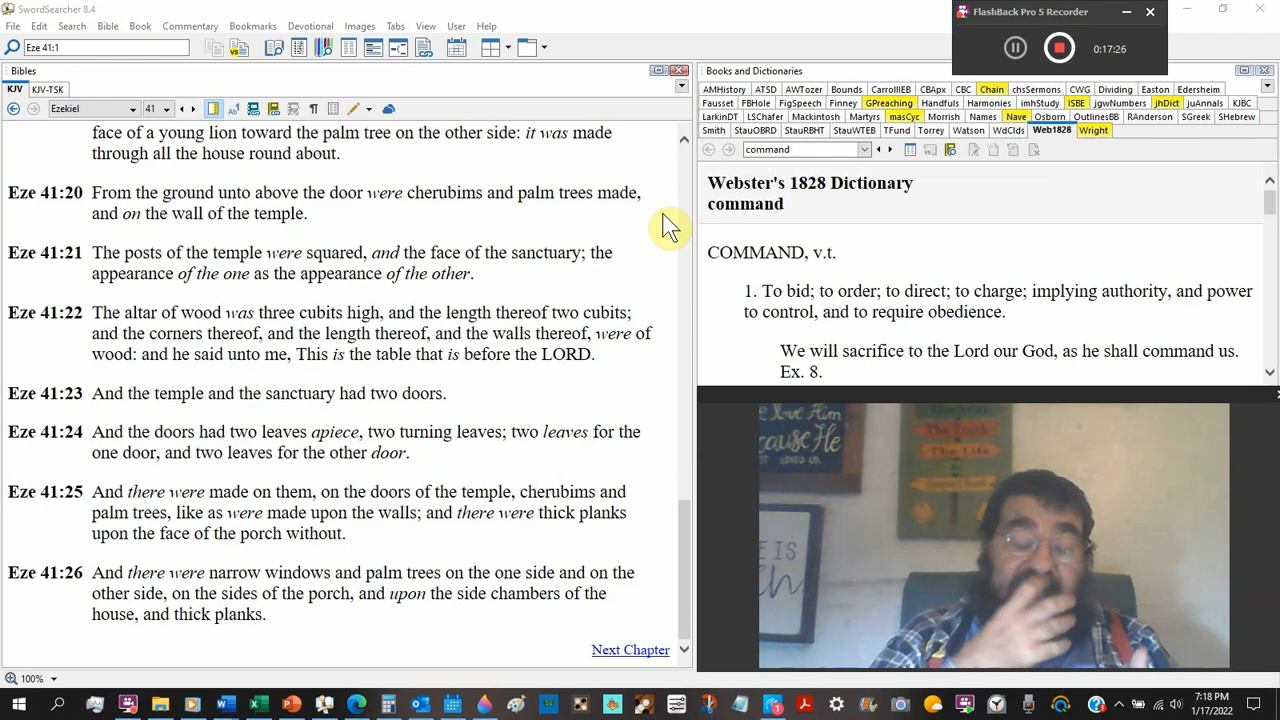 SwordSearcher 8.4
File Edit Search Bible Book Commentary Bookmarks Devotional Images Tabs View User Help
Eze 41:1
FlashBack Pro 5 Recorder
0:17:26
Bibles
KJV KJV-TSK
Ezekiel 41
face of a young lion toward the palm tree on the other side: it was made
through all the house round about.
Eze 41:20 From the ground unto above the door were cherubims and palm trees made,
and on the wall of the temple.
Eze 41:21 The posts of the temple were squared, and the face of the sanctuary; the
appearance of the one as the appearance of the other.
Eze 41:22 The altar of wood was three cubits high, and the length thereof two cubits;
and the corners thereof, and the length thereof, and the walls thereof, were of
wood: and he said unto me, This is the table that is before the LORD.
Eze 41:23 And the temple and the sanctuary had two doors.
Eze 41:24 And the doors had two leaves apiece, two turning leaves; two leaves for the
one door, and two leaves for the other door.
Eze 41:25 And there were made on them, on the doors of the temple, cherubims and
palm trees, like as were made upon the walls; and there were thick planks
upon the face of the porch without.
Eze 41:26 And there were narrow windows and palm trees on the one side and on the
other side, on the sides of the porch, and upon the side chambers of the
house, and thick planks.
Next Chapter
100%
Books and Dictionaries
AMHistory ATSD AWTozer Bounds CarrollEIB CBApx CBC Chain chsSermons CWG Dividing Easton Edersheim
Fausset FBHole FigSpeech Finney GPreaching Handfuls Harmonies imhStudy ISBE jgwNumbers jhDict juAnnals KJBC
LarkinDT LSChafer Mackintosh Martyrs masCyc Morrish Names Nave Osborn OutlinesBB RAnderson SGreek SHebrew
Smith StauOBRD StauRBHT StauWTEB TFund Torrey Watson WdClds Web1828 Wright
command
Webster's 1828 Dictionary
command
COMMAND, v.t.
1. To bid; to order; to direct; to charge; implying authority, and power
to control, and to require obedience.
We will sacrifice to the Lord our God, as he shall command us.
Ex. 8.
love Him
cause He
LOVED US.
The Truth
The Life
E IS
7:18 PM
1/17/2022